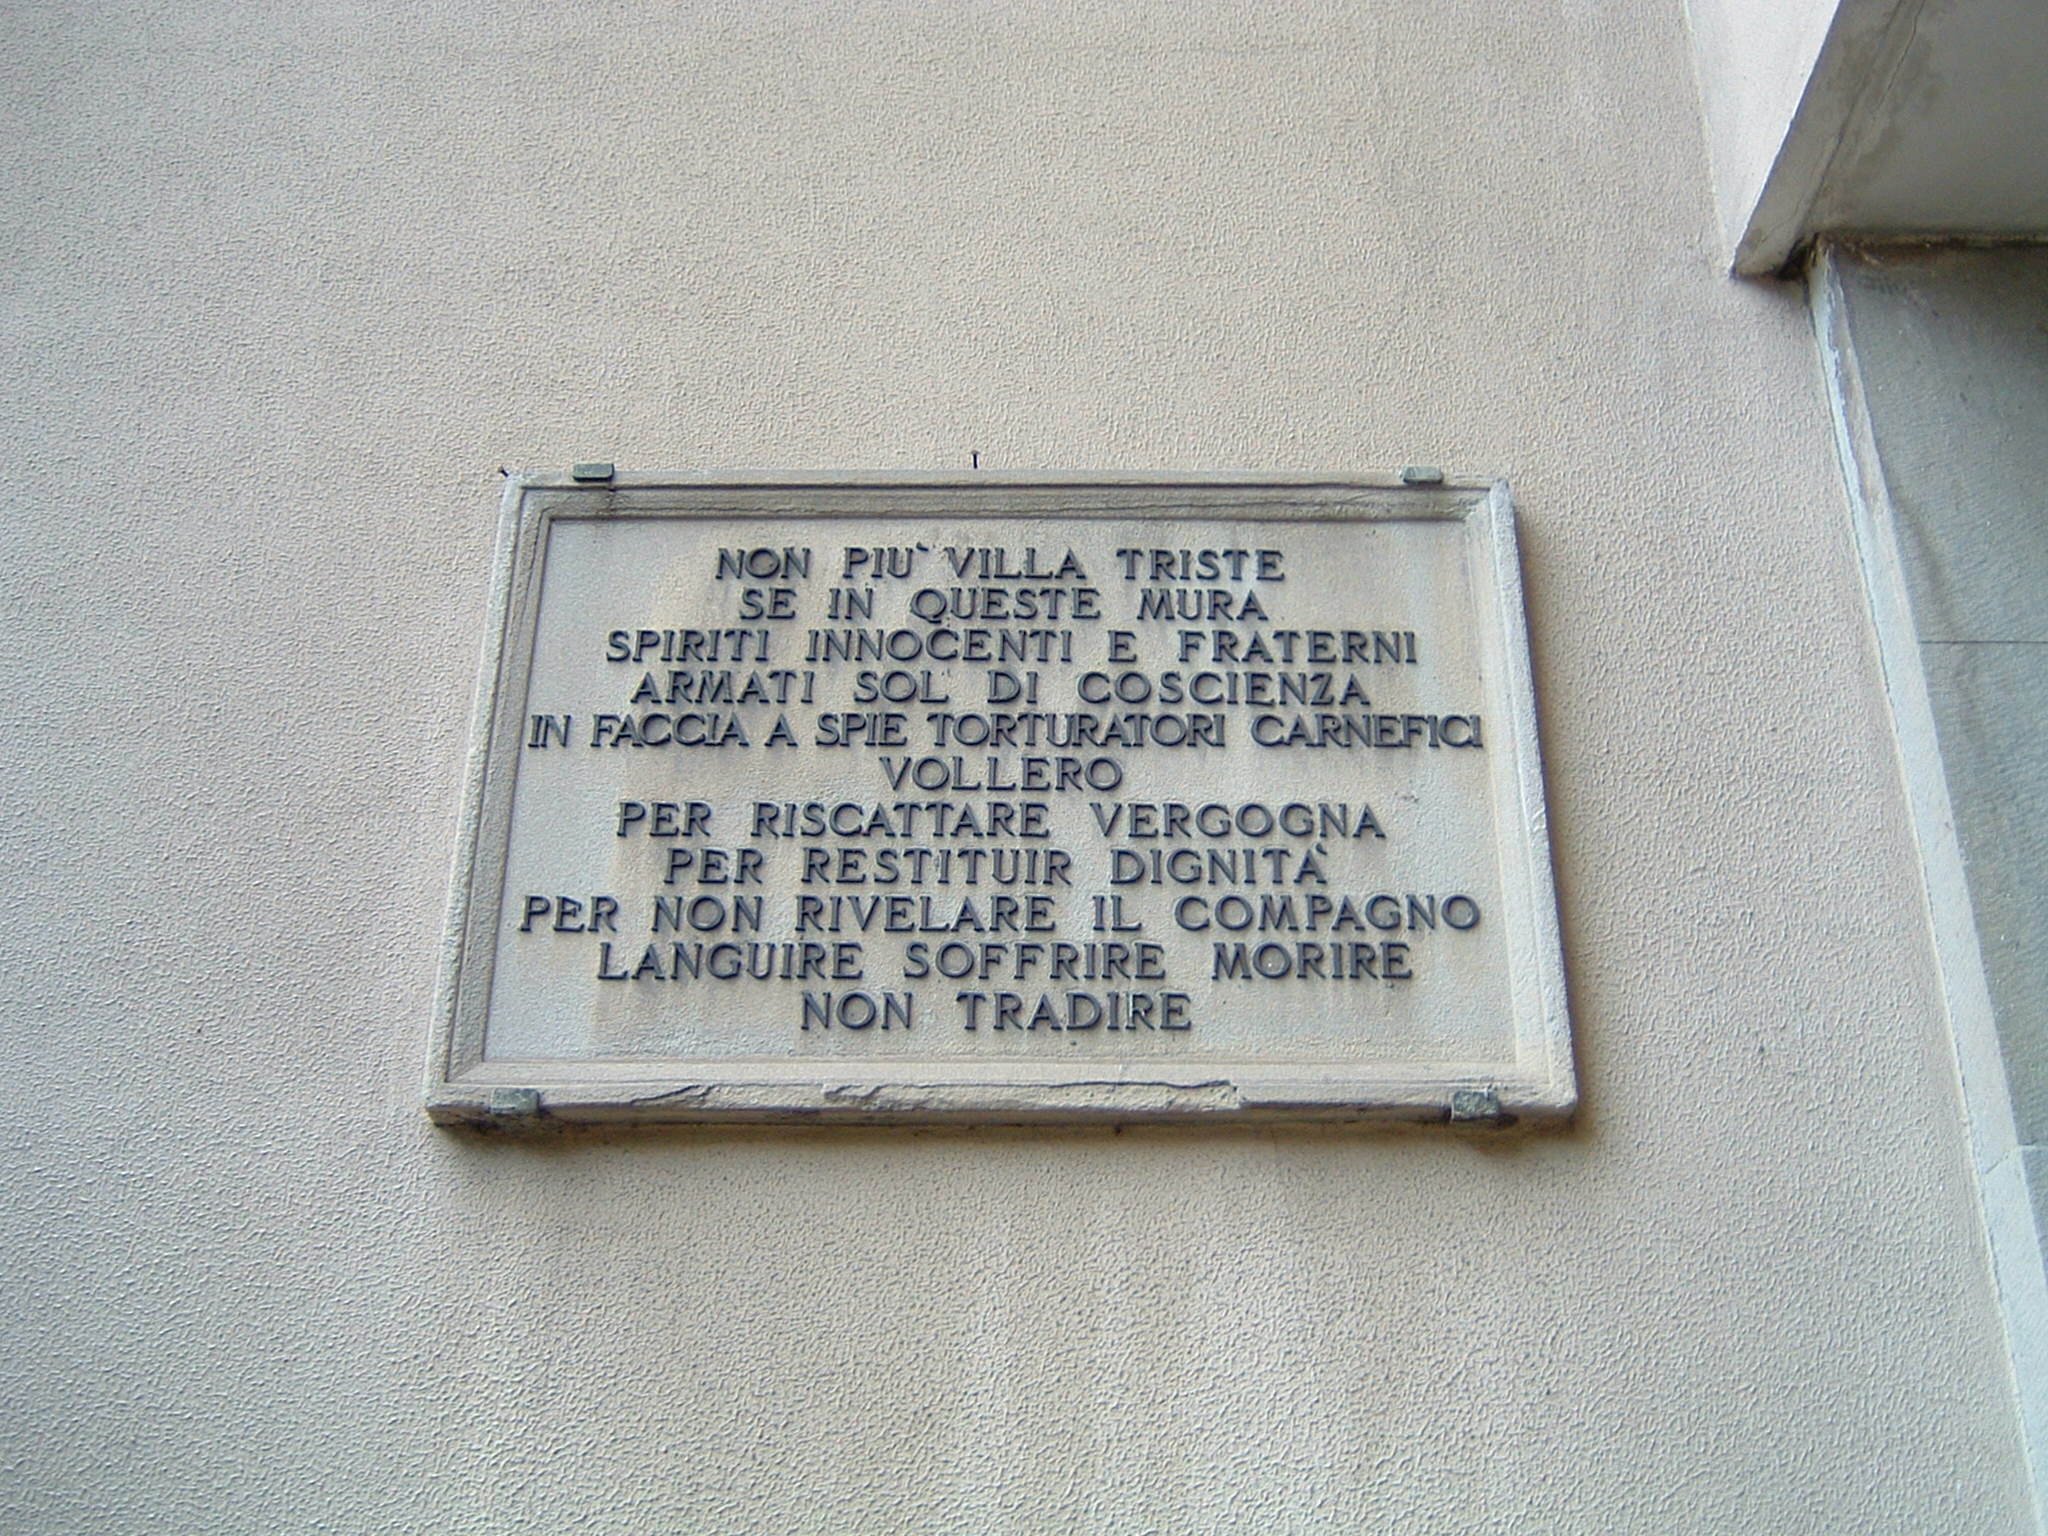 NON PIU` VILLA TRISTE
SE IN QUESTE MURA
SPIRITI INNOCENTI E FRATERNI
ARMATI SOL DI COSCIENZA
IN FACCIA A SPIE TORTURATORI CARNEFICI
VOLLERO
PER RISCATTARE VERGOGNA
PER RESTITUIR DIGNITA`
PER NON RIVELARE IL COMPAGNO
LANGUIRE SOFFRIRE MORIRE
NON TRADIRE